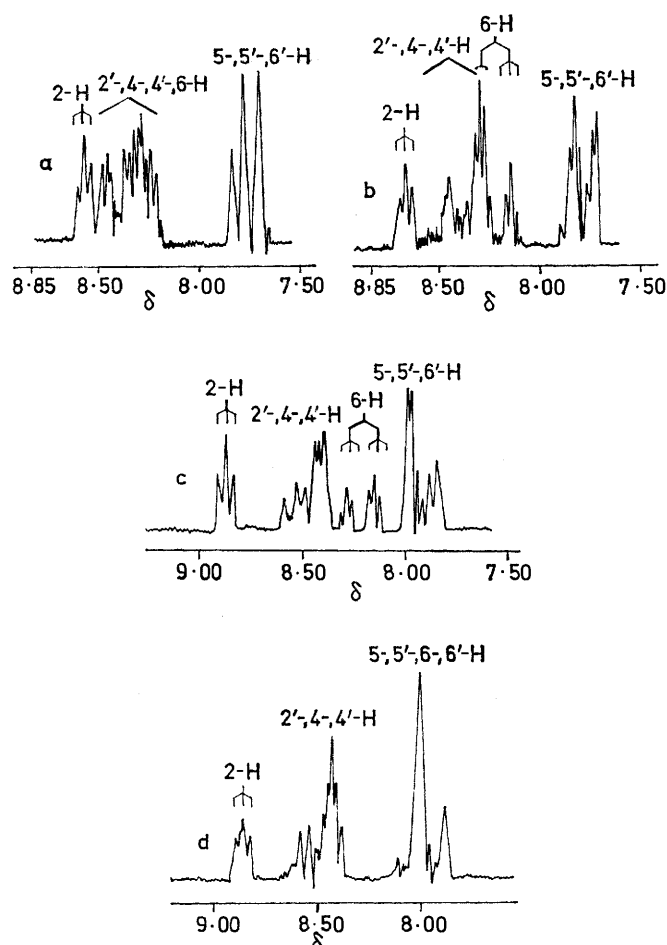 6-H
2'-,4-,4'-H
5-,5'-,6'-H
2'-,4-,4'-,6-H
5-,5'-,6'-H
2-H
2-H
a
b
8·85 8·50 8·00 7·50
δ
8·85 8·50 8·00 7·50
δ
5-,5'-,6'-H
2-H
6-H
2'-,4-,4'-H
c
9·00 8·50 8·00 7·50
δ
5-,5'-,6-,6'-H
2'-,4-,4'-H
2-H
d
9·00 8·50 8·00
δ